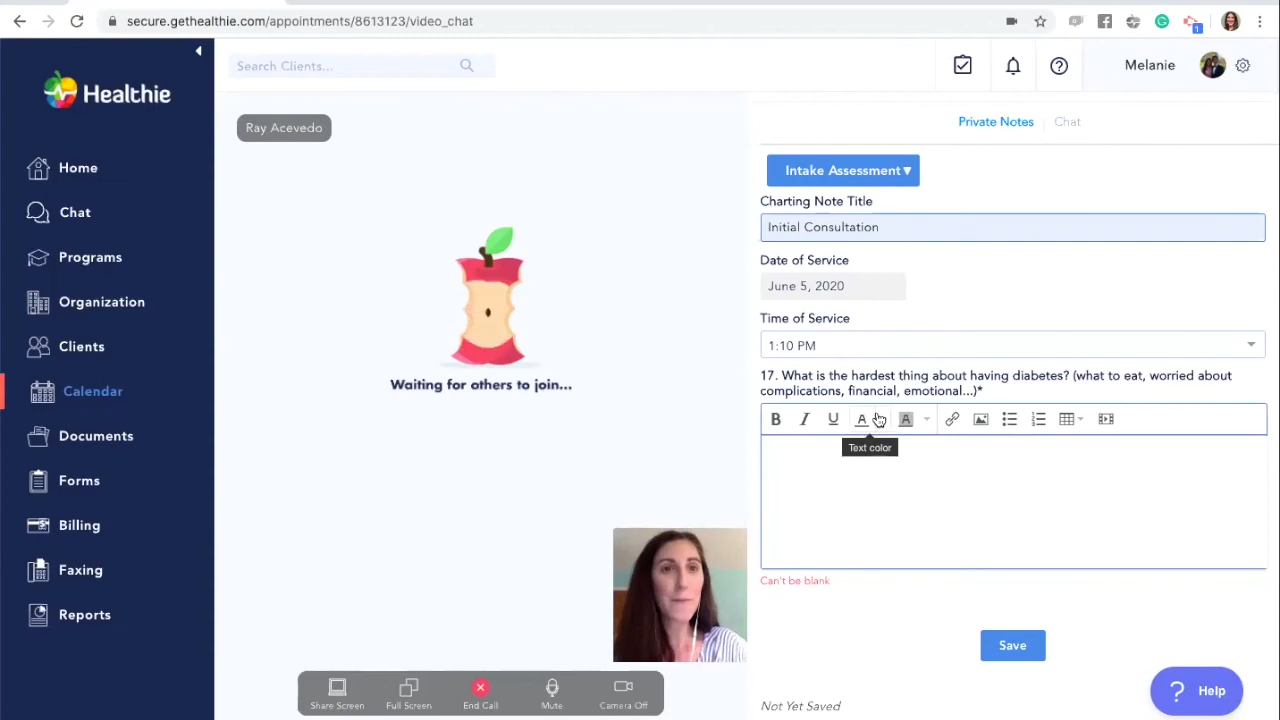 secure.gethealthie.com/appointments/8613123/video_chat
1
Healthie
Search Clients...
Melanie
Home
Chat
Programs
Organization
Clients
Calendar
Documents
Forms
Billing
Faxing
Reports
Ray Acevedo
Waiting for others to join...
Share Screen
Full Screen
End Call
Mute
Camera Off
Private Notes
Chat
Intake Assessment ▾
Charting Note Title
Initial Consultation
Date of Service
June 5, 2020
Time of Service
1:10 PM
17. What is the hardest thing about having diabetes? (what to eat, worried about
complications, financial, emotional...)*
B I U A A
Text color
Can't be blank
Save
? Help
Not Yet Saved